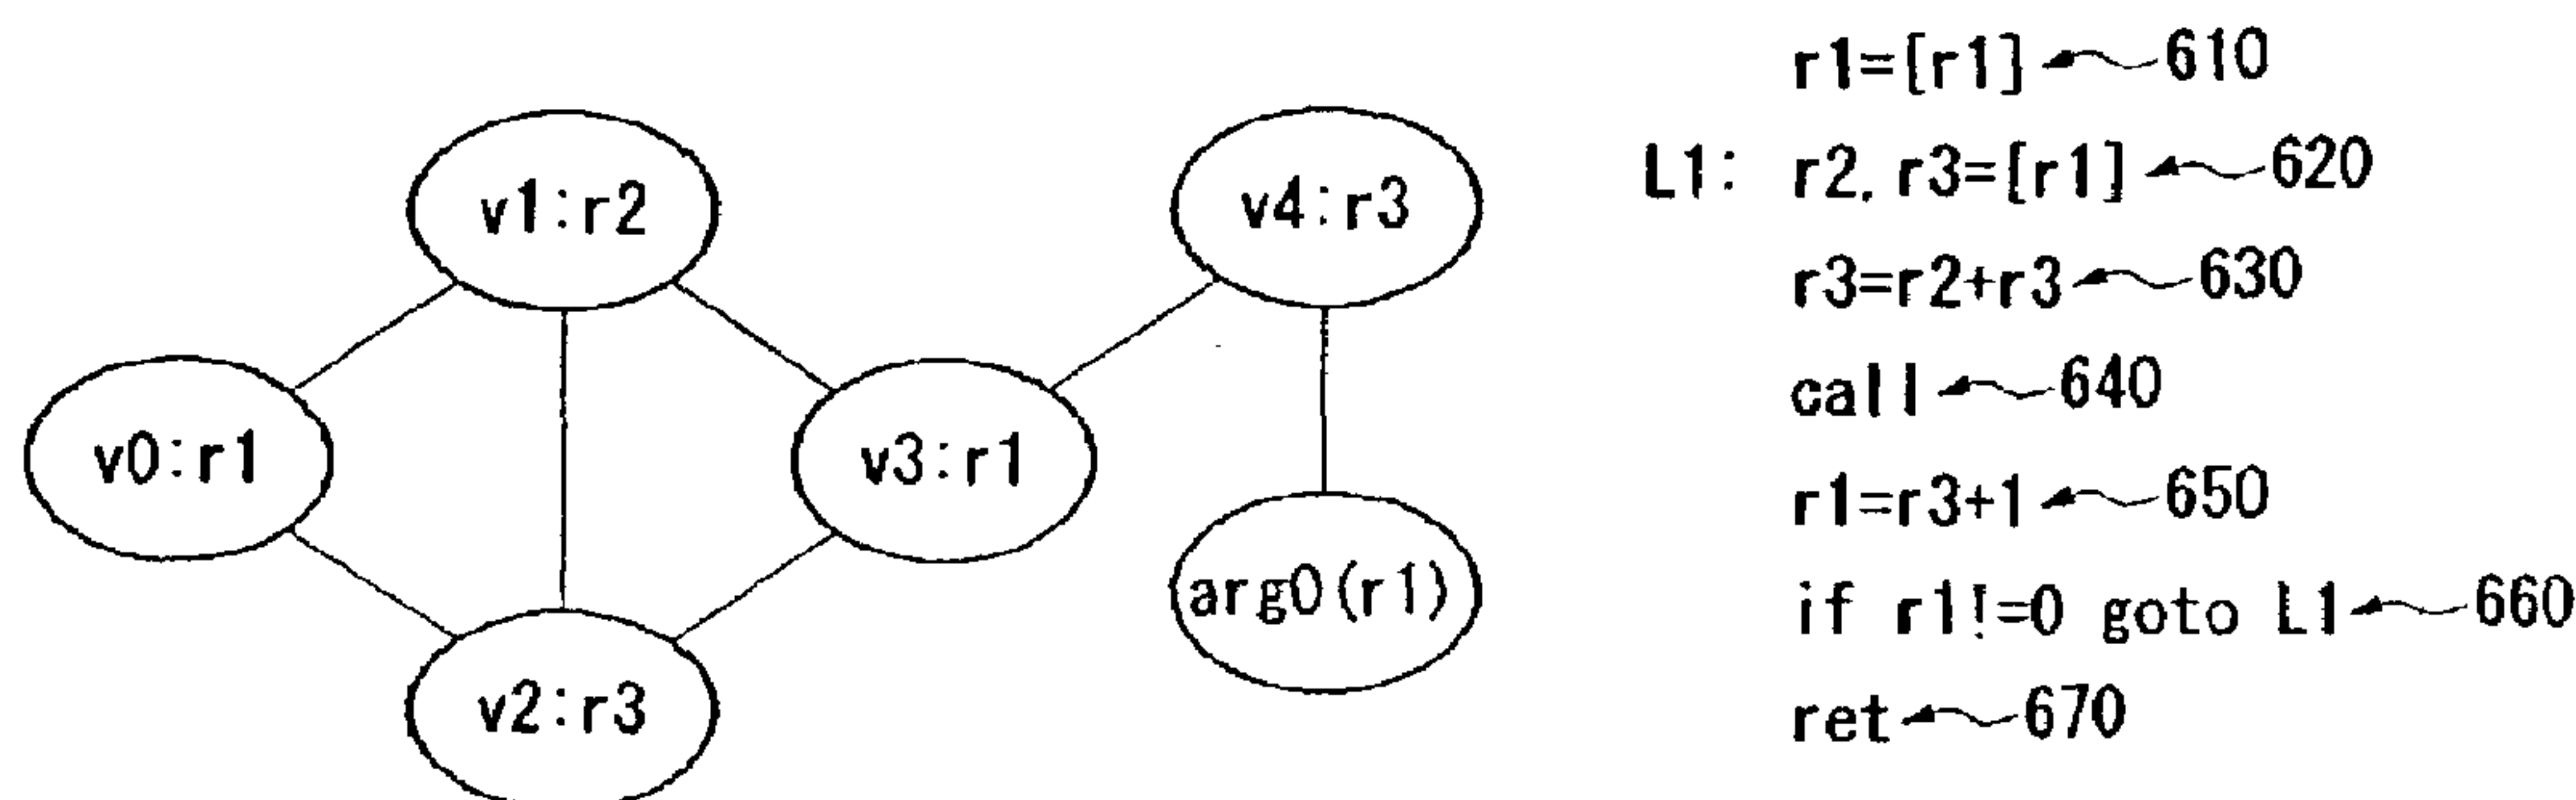 v1:r2
v4:r3
v0:r1
v3:r1
arg0(r1)
v2:r3
r1=[r1] 610
L1: r2, r3=[r1] 620
r3=r2+r3 630
call 640
r1=r3+1 650
if r1!=0 goto L1 660
ret 670